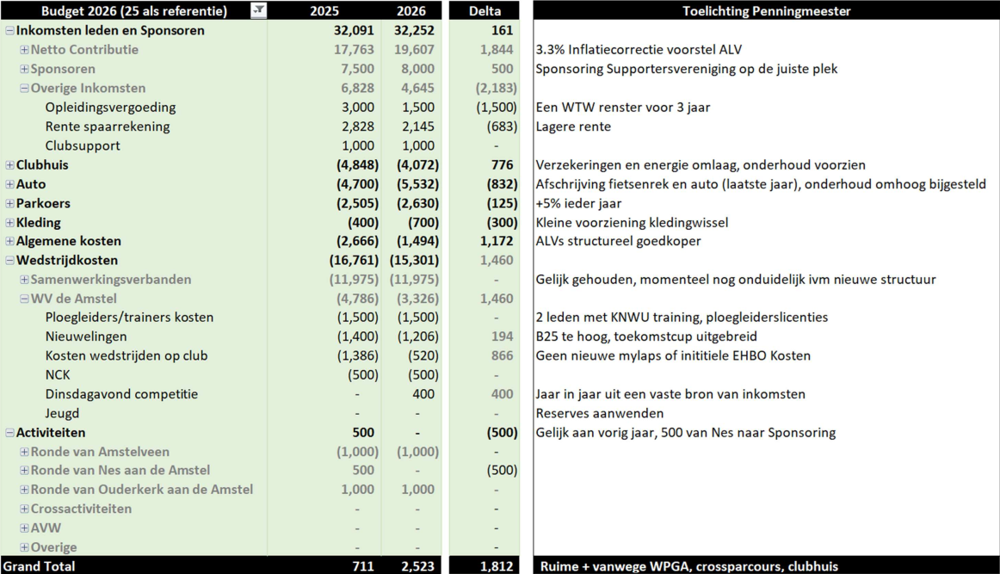 Budget 2026 (25 als referentie) 2025 2026 Delta Toelichting Penningmeester
Inkomsten leden en Sponsoren 32,091 32,252 161
Netto Contributie 17,763 19,607 1,844 3.3% Inflatiecorrectie voorstel ALV
Sponsoren 7,500 8,000 500 Sponsoring Supportersvereniging op de juiste plek
Overige Inkomsten 6,828 4,645 (2,183)
Opleidingsvergoeding 3,000 1,500 (1,500) Een WTW renster voor 3 jaar
Rente spaarrekening 2,828 2,145 (683) Lagere rente
Clubsupport 1,000 1,000 -
Clubhuis (4,848) (4,072) 776 Verzekeringen en energie omlaag, onderhoud voorzien
Auto (4,700) (5,532) (832) Afschrijving fietsenrek en auto (laatste jaar), onderhoud omhoog bijgesteld
Parkoers (2,505) (2,630) (125) +5% ieder jaar
Kleding (400) (700) (300) Kleine voorziening kledingwissel
Algemene kosten (2,666) (1,494) 1,172 ALVs structureel goedkoper
Wedstrijdkosten (16,761) (15,301) 1,460
Samenwerkingsverbanden (11,975) (11,975) - Gelijk gehouden, momenteel nog onduidelijk ivm nieuwe structuur
WV de Amstel (4,786) (3,326) 1,460
Ploegleiders/trainers kosten (1,500) (1,500) - 2 leden met KNWU training, ploegleiderslicenties
Nieuwelingen (1,400) (1,206) 194 B25 te hoog, toekomstcup uitgebreid
Kosten wedstrijden op club (1,386) (520) 866 Geen nieuwe mylaps of inititiele EHBO Kosten
NCK (500) (500) -
Dinsdagavond competitie - 400 400 Jaar in jaar uit een vaste bron van inkomsten
Jeugd - - - Reserves aanwenden
Activiteiten 500 - (500) Gelijk aan vorig jaar, 500 van Nes naar Sponsoring
Ronde van Amstelveen (1,000) (1,000) -
Ronde van Nes aan de Amstel 500 - (500)
Ronde van Ouderkerk aan de Amstel 1,000 1,000 -
Crossactiviteiten - - -
AVW - - -
Overige - - -
Grand Total 711 2,523 1,812 Ruime + vanwege WPGA, crossparcours, clubhuis